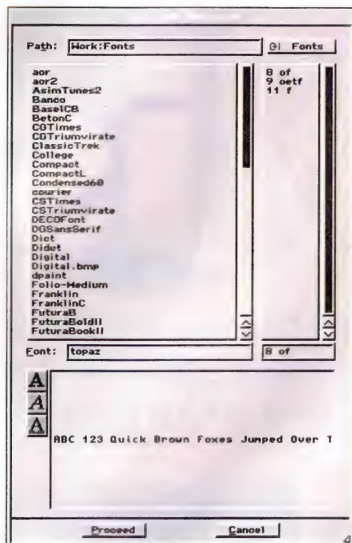 Path: Work:Fonts
Fonts
aor
aor2
AsimTunes2
Banco
BaselCB
BetonC
CGTimes
CGTriumvirate
ClassicTrek
College
Compact
CompactL
Condensed60
courier
CSTimes
CSTriumvirate
DECOFont
DGSansSerif
Dict
Didot
Digital
Digital.bmp
dpaint
Folio-Medium
Franklin
FranklinC
FuturaB
FuturaBoldII
FuturaBookII
8 of
9 oetf
11 f
Font: topaz
8 of
A
A
A
ABC 123 Quick Brown Foxes Jumped Over T
Proceed
Cancel